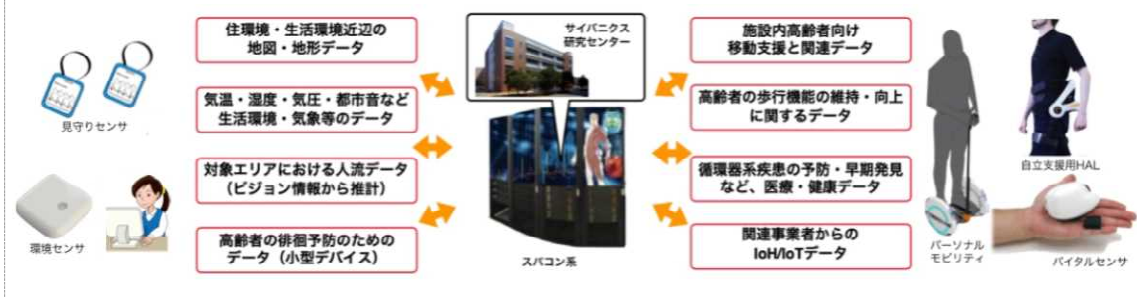 住環境・生活環境近辺の
地図・地形データ
気温・湿度・気圧・都市音など
生活環境・気象等のデータ
対象エリアにおける人流データ
（ビジョン情報から推計）
高齢者の徘徊予防のための
データ（小型デバイス）
見守りセンサ
環境センサ
サイバニクス
研究センター
スパコン系
施設内高齢者向け
移動支援と関連データ
高齢者の歩行機能の維持・向上
に関するデータ
循環器系疾患の予防・早期発見
など、医療・健康データ
関連事業者からの
IoH/IoTデータ
自立支援用HAL
パーソナル
モビリティ
バイタルセンサ